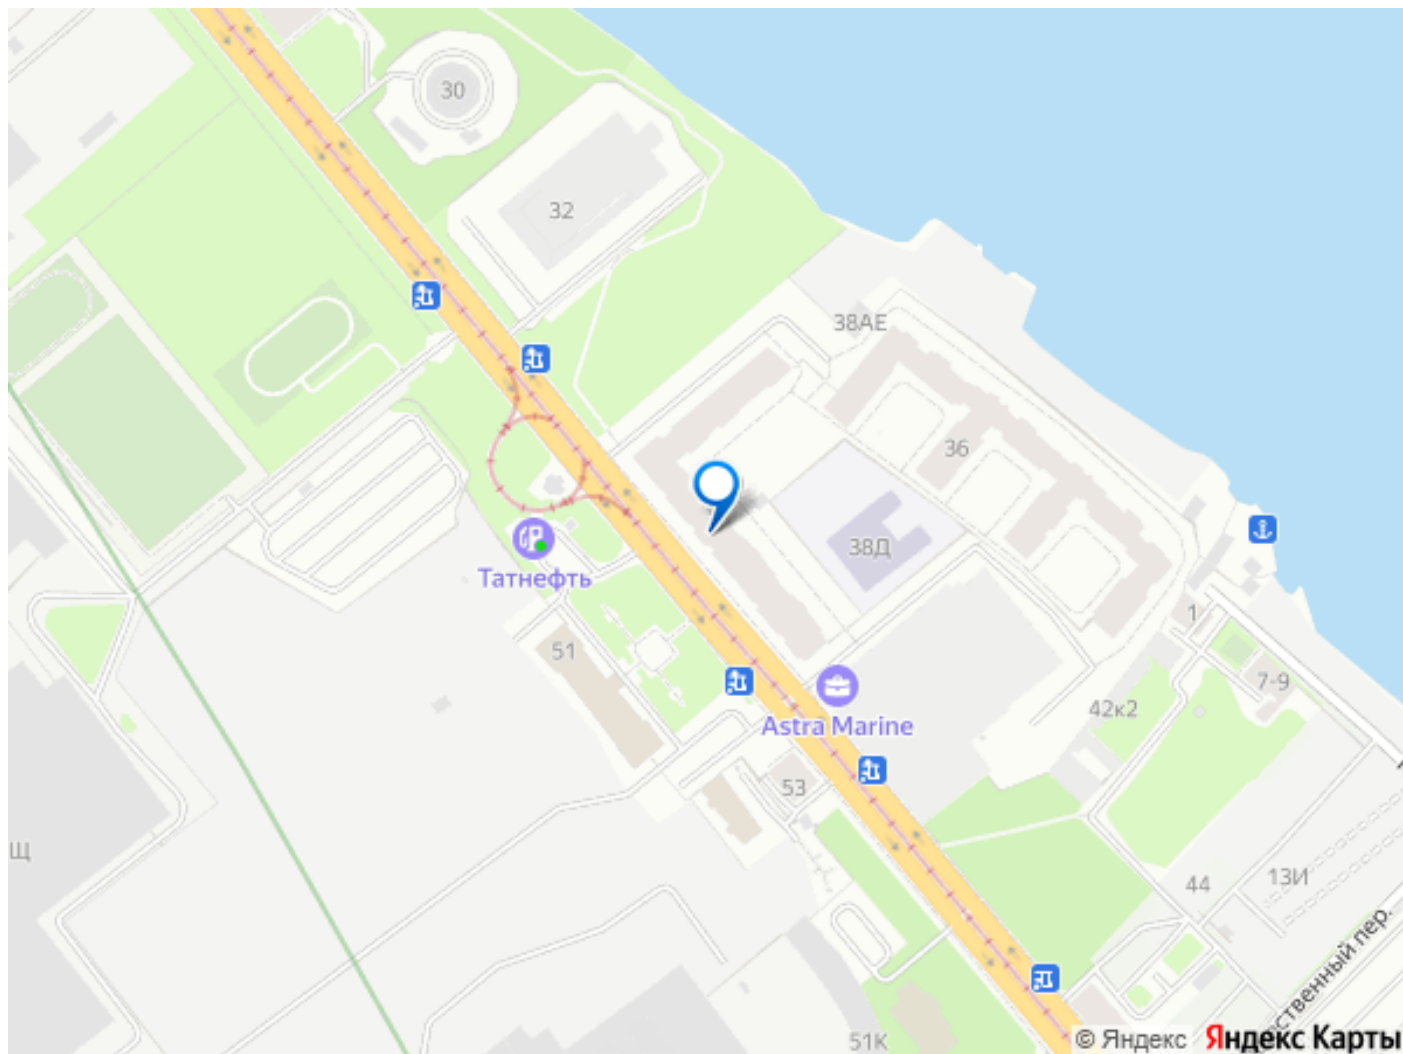 30
32
38АЕ
36
38Д
Татнефть
51
1
7-9
42к2
Astra Marine
53
Щ
44
13И
ественный пер.
51К
© Яндекс
Яндекс Карты